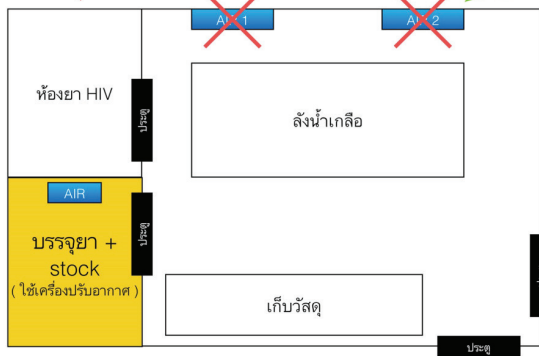 AIR 1
AIR 2
ห้องยา HIV
ประตู
ลังน้ำเกลือ
AIR
บรรจุยา +
stock
( ใช้เครื่องปรับอากาศ )
ประตู
เก็บวัสดุ
ประตู